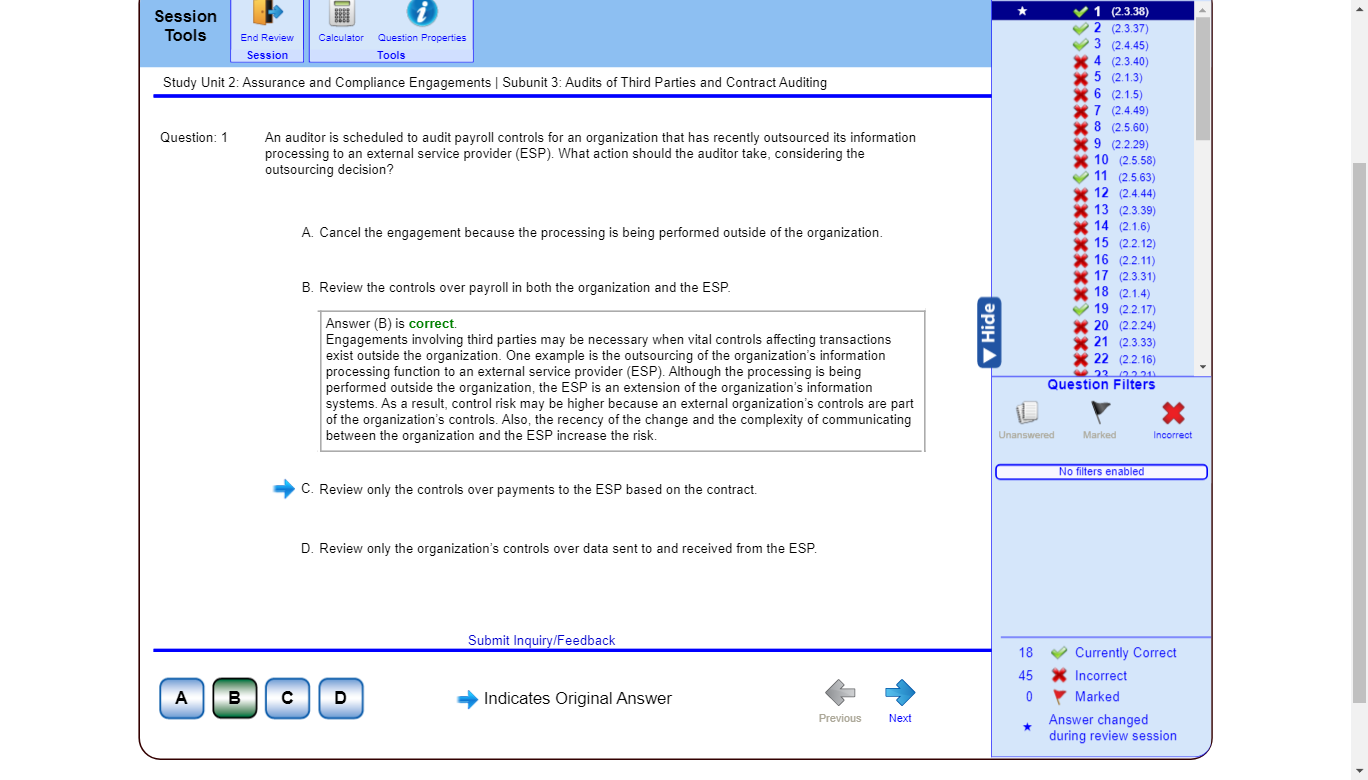 Session
Tools
End Review
Session
Calculator
Question Properties
Tools
Study Unit 2: Assurance and Compliance Engagements | Subunit 3: Audits of Third Parties and Contract Auditing
Question: 1
An auditor is scheduled to audit payroll controls for an organization that has recently outsourced its information
processing to an external service provider (ESP). What action should the auditor take, considering the
outsourcing decision?
A. Cancel the engagement because the processing is being performed outside of the organization.
B. Review the controls over payroll in both the organization and the ESP.
Answer (B) is correct.
Engagements involving third parties may be necessary when vital controls affecting transactions
exist outside the organization. One example is the outsourcing of the organization's information
processing function to an external service provider (ESP). Although the processing is being
performed outside the organization, the ESP is an extension of the organization's information
systems. As a result, control risk may be higher because an external organization's controls are part
of the organization's controls. Also, the recency of the change and the complexity of communicating
between the organization and the ESP increase the risk.
C. Review only the controls over payments to the ESP based on the contract.
D. Review only the organization's controls over data sent to and received from the ESP.
Submit Inquiry/Feedback
A
B
C
D
Indicates Original Answer
Previous
Next
1 (2.3.38)
2 (2.3.37)
3 (2.4.45)
4 (2.3.40)
5 (2.1.3)
6 (2.1.5)
7 (2.4.49)
8 (2.5.60)
9 (2.2.29)
10 (2.5.58)
11 (2.5.63)
12 (2.4.44)
13 (2.3.39)
14 (2.1.6)
15 (2.2.12)
16 (2.2.11)
17 (2.3.31)
18 (2.1.4)
19 (2.2.17)
20 (2.2.24)
21 (2.3.33)
22 (2.2.16)
23 (2.2.21)
Hide
Question Filters
Unanswered
Marked
Incorrect
No filters enabled
18 Currently Correct
45 Incorrect
0 Marked
Answer changed
during review session